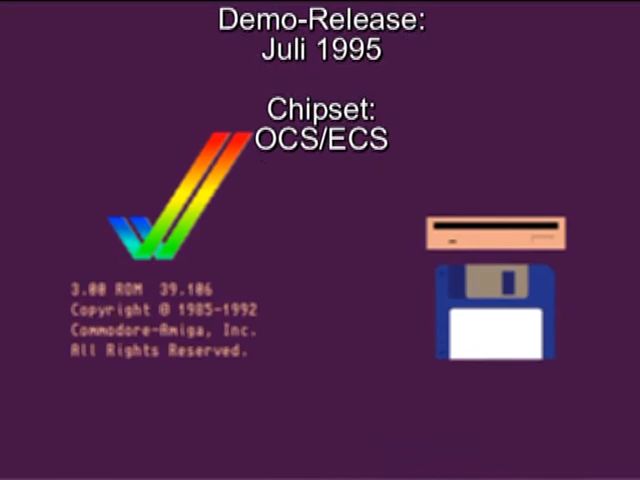 Demo-Release:
Juli 1995
Chipset:
OCS/ECS
3.00 ROM 39.106
Copyright © 1985-1992
Commodore-Amiga, Inc.
All Rights Reserved.